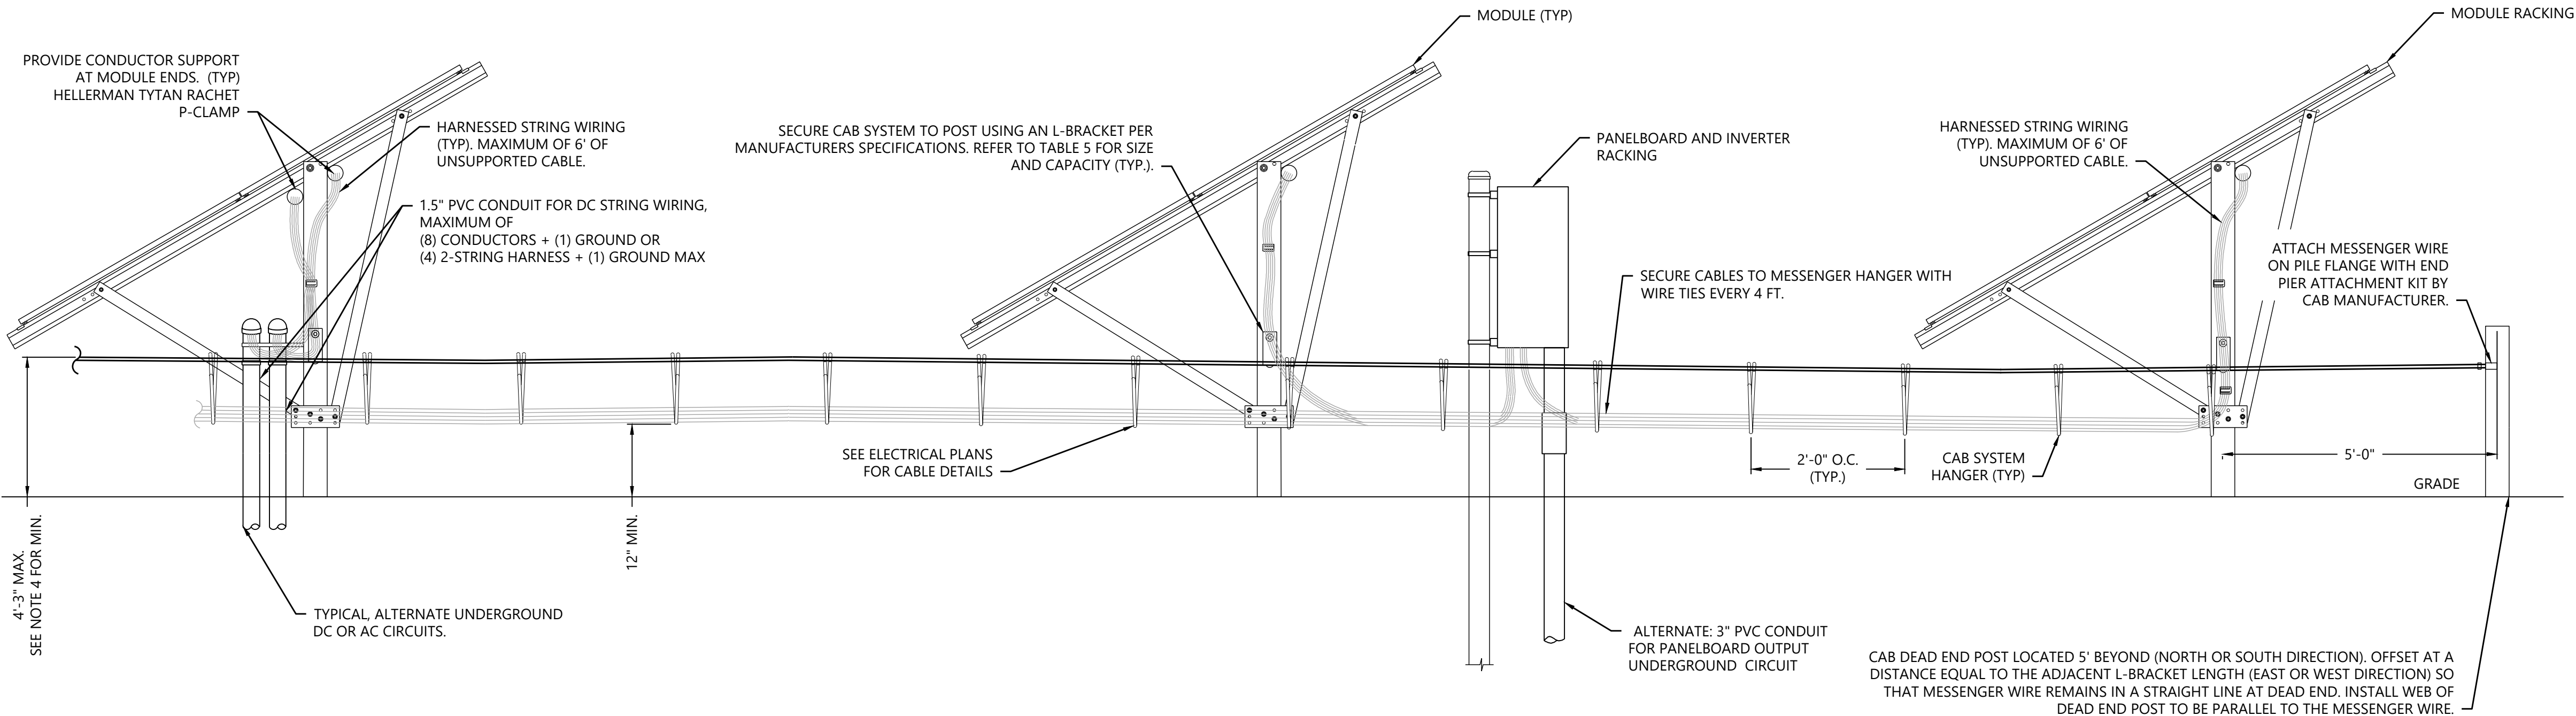 MODULE (TYP)
MODULE RACKING
PROVIDE CONDUCTOR SUPPORT
AT MODULE ENDS. (TYP)
HELLERMAN TYTAN RACHET
P-CLAMP
HARNESSED STRING WIRING
(TYP). MAXIMUM OF 6' OF
UNSUPPORTED CABLE.
1.5" PVC CONDUIT FOR DC STRING WIRING,
MAXIMUM OF
(8) CONDUCTORS + (1) GROUND OR
(4) 2-STRING HARNESS + (1) GROUND MAX
SECURE CAB SYSTEM TO POST USING AN L-BRACKET PER
MANUFACTURERS SPECIFICATIONS. REFER TO TABLE 5 FOR SIZE
AND CAPACITY (TYP.).
PANELBOARD AND INVERTER
RACKING
HARNESSED STRING WIRING
(TYP). MAXIMUM OF 6' OF
UNSUPPORTED CABLE.
ATTACH MESSENGER WIRE
ON PILE FLANGE WITH END
PIER ATTACHMENT KIT BY
CAB MANUFACTURER.
SECURE CABLES TO MESSENGER HANGER WITH
WIRE TIES EVERY 4 FT.
SEE ELECTRICAL PLANS
FOR CABLE DETAILS
2'-0" O.C.
(TYP.)
CAB SYSTEM
HANGER (TYP)
5'-0"
GRADE
4'-3" MAX.
SEE NOTE 4 FOR MIN.
12" MIN.
TYPICAL, ALTERNATE UNDERGROUND
DC OR AC CIRCUITS.
ALTERNATE: 3" PVC CONDUIT
FOR PANELBOARD OUTPUT
UNDERGROUND CIRCUIT
CAB DEAD END POST LOCATED 5' BEYOND (NORTH OR SOUTH DIRECTION). OFFSET AT A
DISTANCE EQUAL TO THE ADJACENT L-BRACKET LENGTH (EAST OR WEST DIRECTION) SO
THAT MESSENGER WIRE REMAINS IN A STRAIGHT LINE AT DEAD END. INSTALL WEB OF
DEAD END POST TO BE PARALLEL TO THE MESSENGER WIRE.